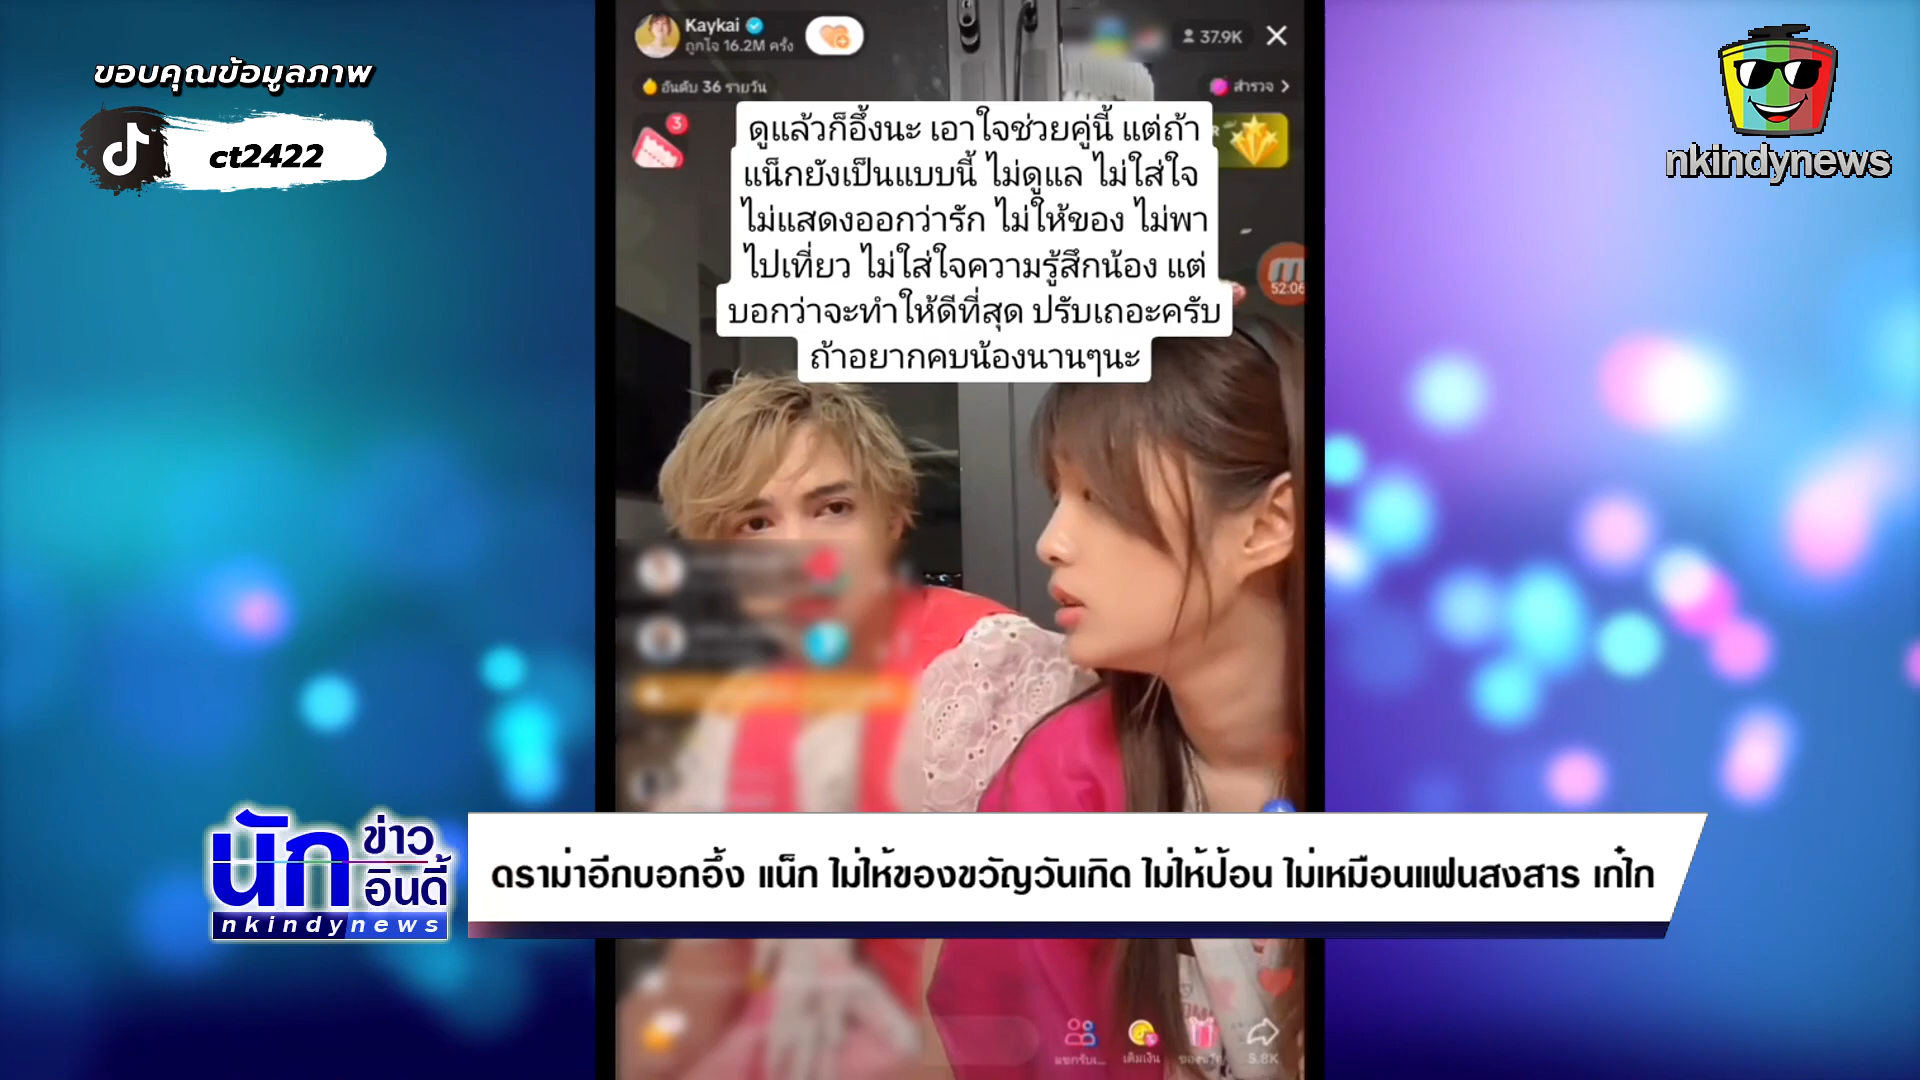 ขอบคุณข้อมูลภาพ
ct2422
Kaykai
ถูกใจ 16.2M ครั้ง
37.9K
อันดับ 36 รายวัน
สำรวจ
3
nkindynews
ดูแล้วก็อึ้งนะ เอาใจช่วยคู่นี้ แต่ถ้า
แน็กยังเป็นแบบนี้ ไม่ดูแล ไม่ใส่ใจ
ไม่แสดงออกว่ารัก ไม่ให้ของ ไม่พา
ไปเที่ยว ไม่ใส่ใจความรู้สึกน้อง แต่
บอกว่าจะทำให้ดีที่สุด ปรับเถอะครับ
ถ้าอยากคบน้องนานๆนะ
52:06
นักข่าวอินดี้
nkindynews
ดราม่าอีกบอกอึ้ง แน็ก ไม่ให้ของขวัญวันเกิด ไม่ให้ป้อน ไม่เหมือนแฟนสงสาร เก๋ไก
เติมเงิน
5.8K